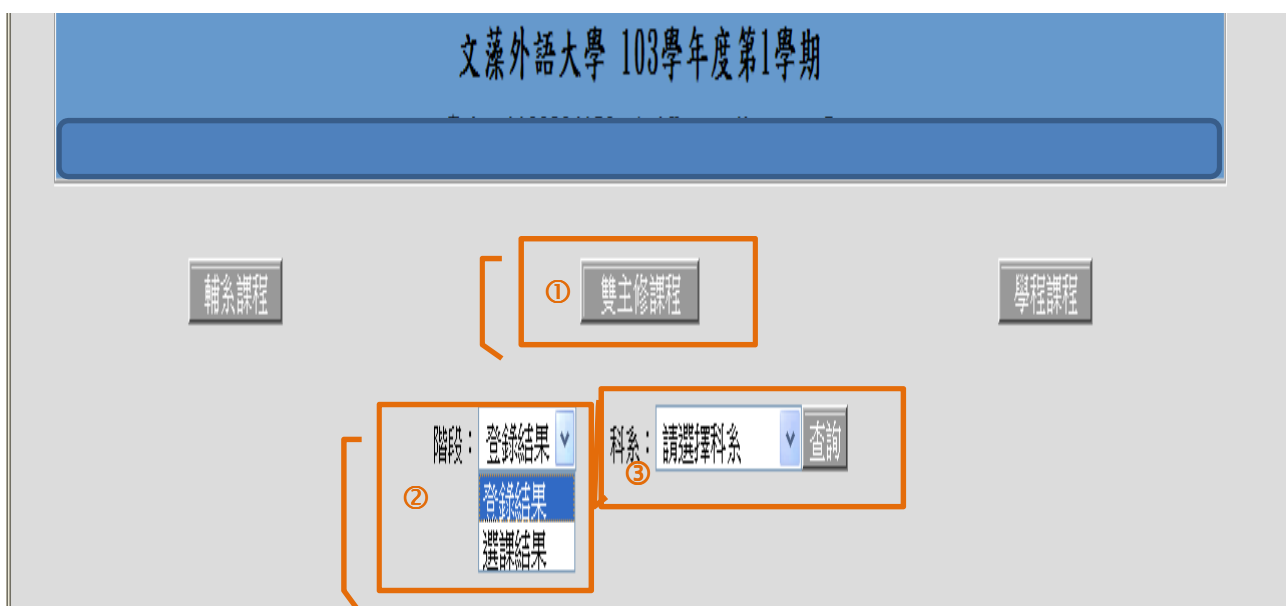 文藻外語大學 103學年度第1學期
輔系課程 ① 雙主修課程 學程課程
階段： 登錄結果 科系： 請選擇科系 查詢
③
② 登錄結果
選課結果